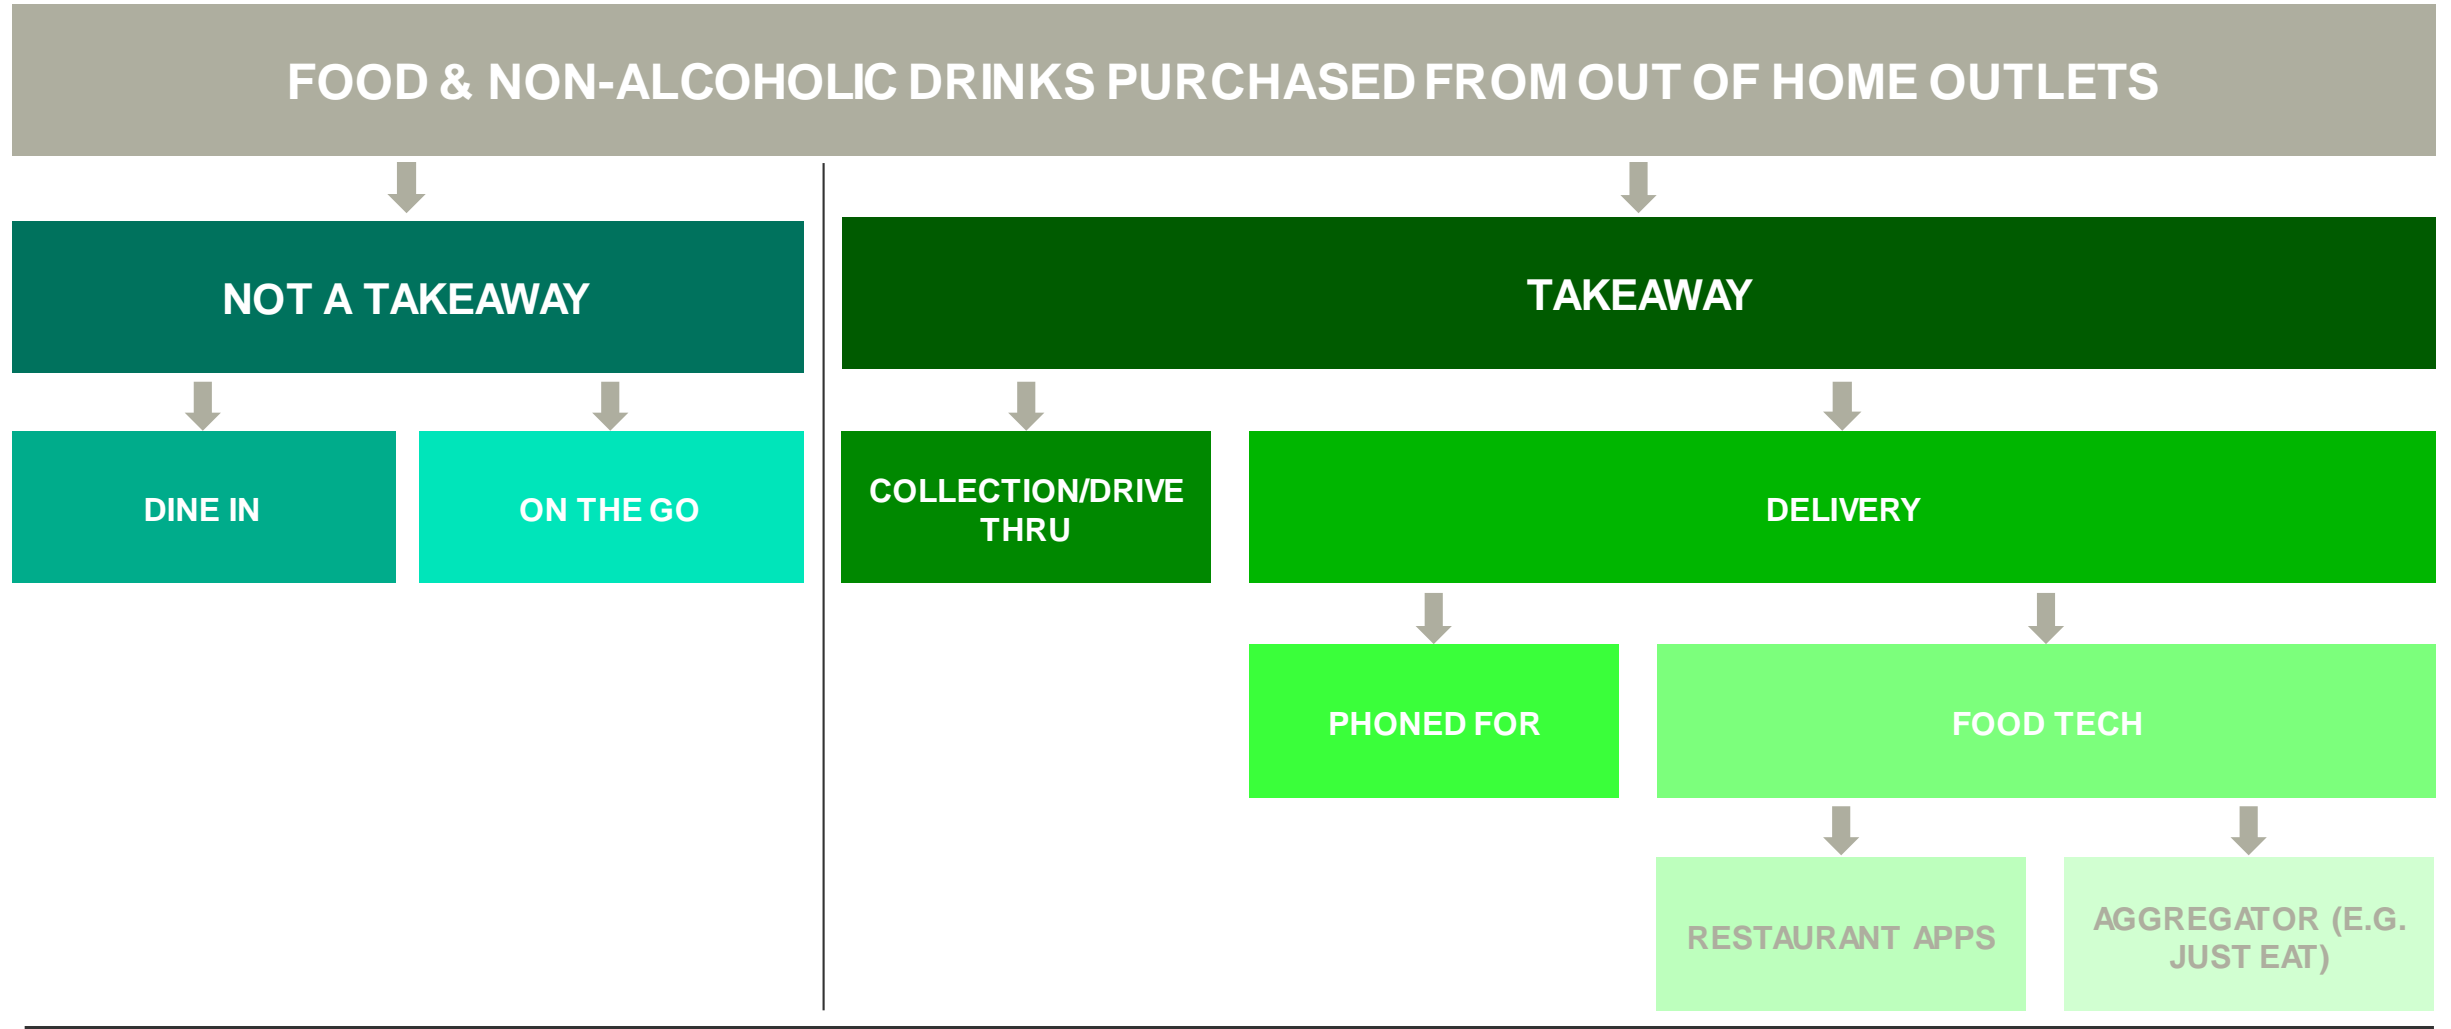 FOOD & NON-ALCOHOLIC DRINKS PURCHASED FROM OUT OF HOME OUTLETS
NOT A TAKEAWAY
TAKEAWAY
DINE IN
ON THE GO
COLLECTION/DRIVE
THRU
DELIVERY
PHONED FOR
FOOD TECH
RESTAURANT APPS
AGGREGATOR (E.G.
JUST EAT)